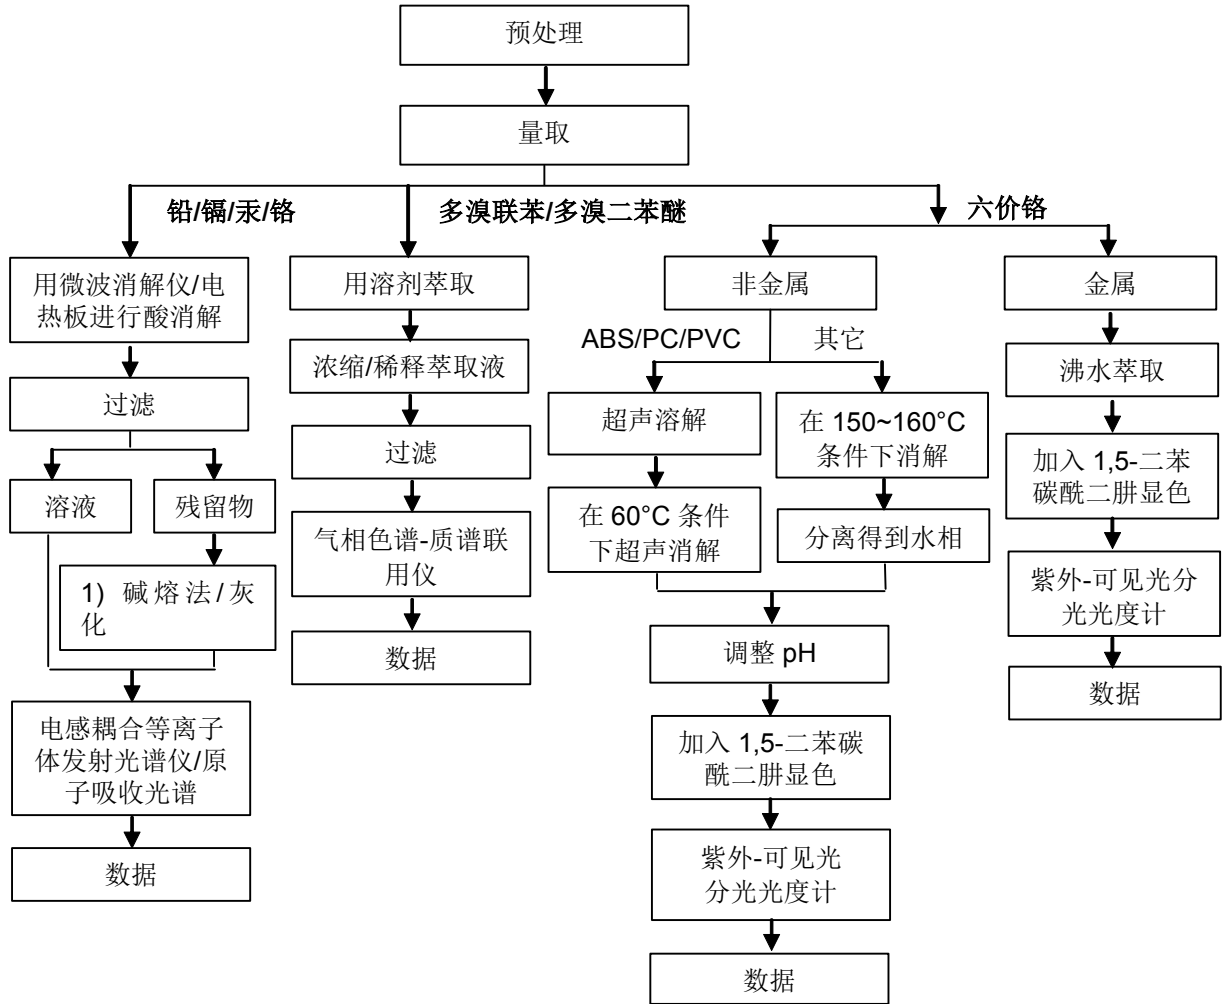 预处理
量取
铅/镉/汞/铬
多溴联苯/多溴二苯醚
六价铬
用微波消解仪/电
热板进行酸消解
过滤
溶液
残留物
1) 碱熔法/灰
化
电感耦合等离子
体发射光谱仪/原
子吸收光谱
数据
用溶剂萃取
浓缩/稀释萃取液
过滤
气相色谱-质谱联
用仪
数据
非金属
ABS/PC/PVC
其它
超声溶解
在 60°C 条件
下超声消解
在 150~160°C
条件下消解
分离得到水相
调整 pH
加入 1,5-二苯碳
酰二肼显色
紫外-可见光
分光光度计
数据
金属
沸水萃取
加入 1,5-二苯
碳酰二肼显色
紫外-可见光分
光光度计
数据